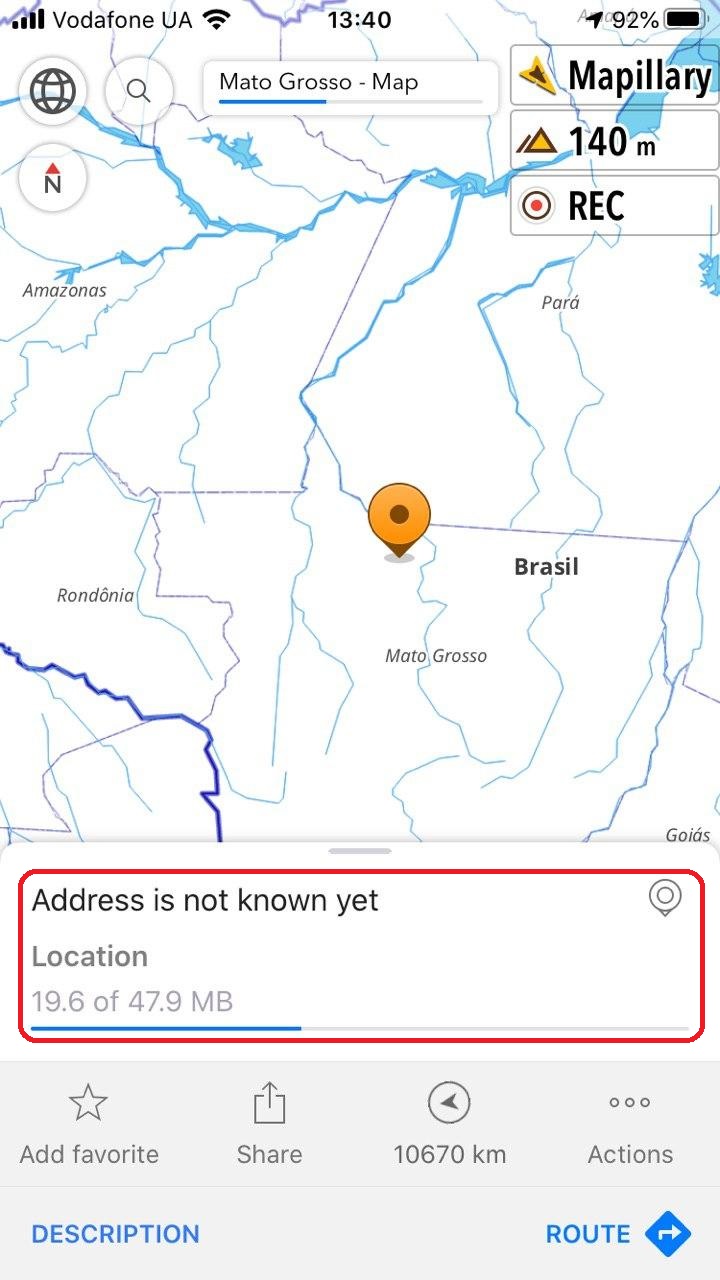 Vodafone UA
13:40
92%
Mato Grosso - Map
Mapillary
140 m
N
REC
Amazonas
Pará
Brasil
Rondônia
Mato Grosso
Goiás
Address is not known yet
Location
19.6 of 47.9 MB
Add favorite
Share
10670 km
Actions
DESCRIPTION
ROUTE